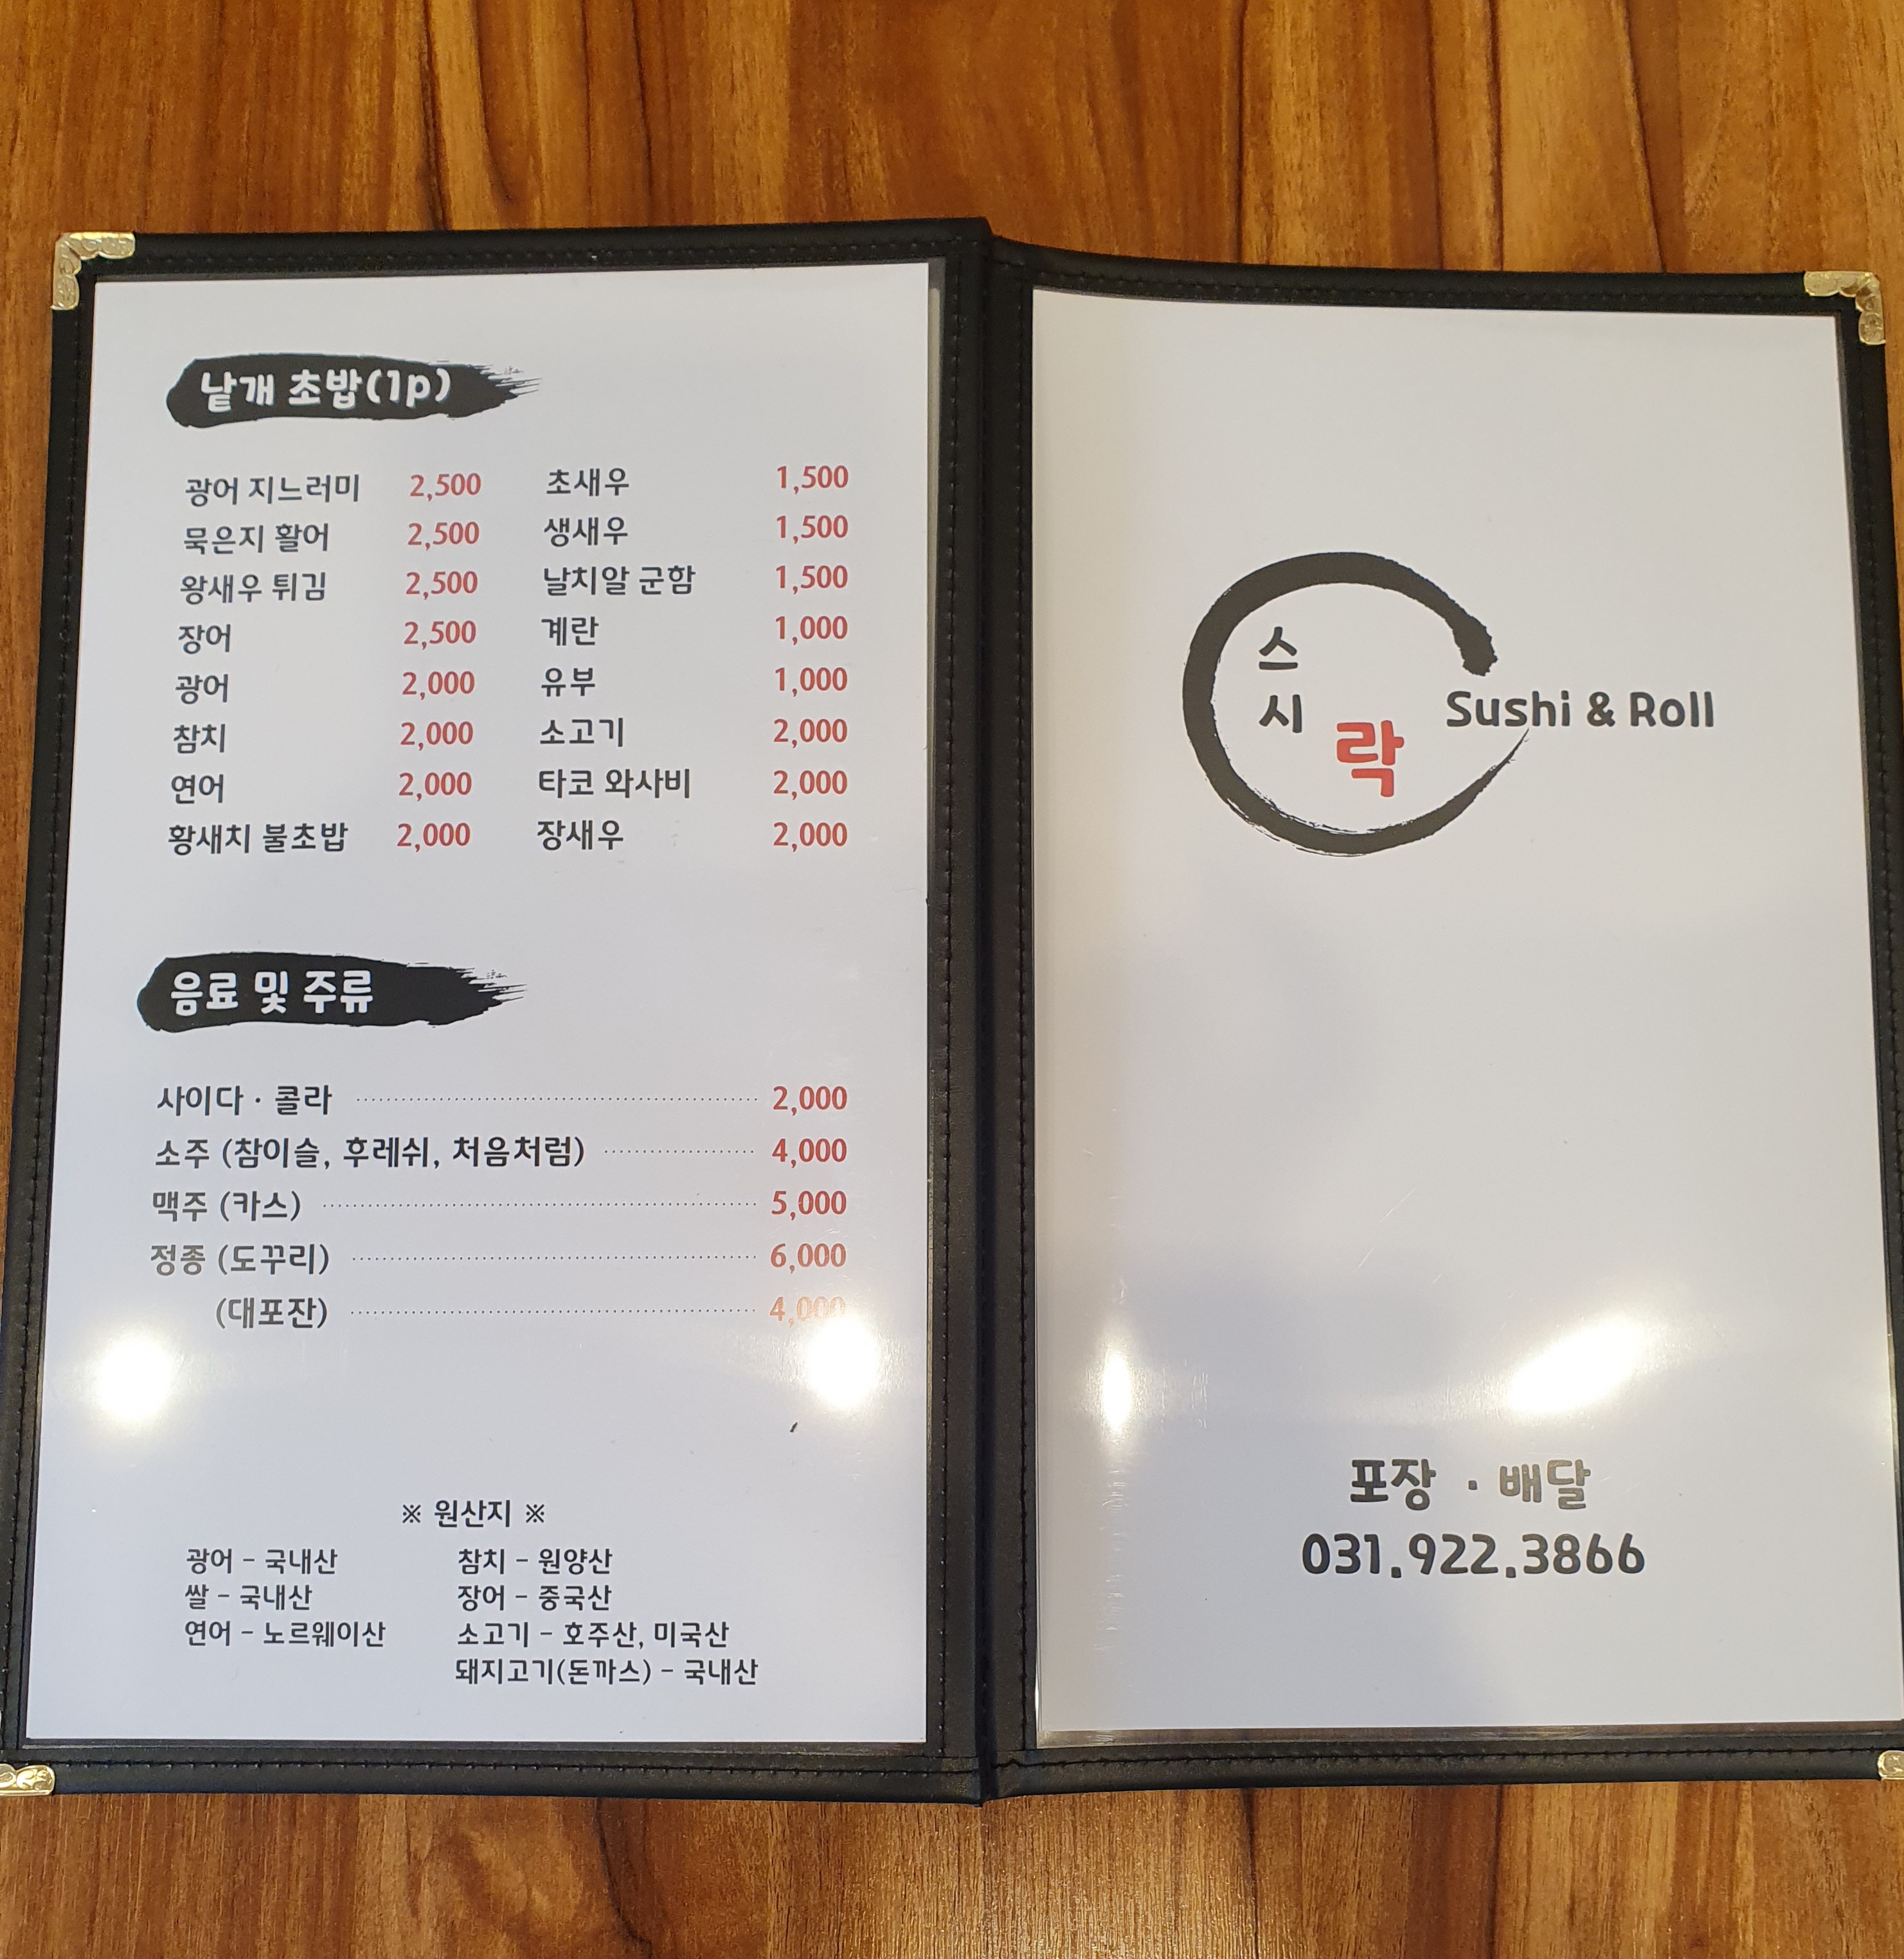 낱개 초밥(1p)
광어 지느러미 2,500 초새우 1,500
묵은지 활어 2,500 생새우 1,500
왕새우 튀김 2,500 날치알 군함 1,500
장어 2,500 계란 1,000
광어 2,000 유부 1,000
참치 2,000 소고기 2,000
연어 2,000 타코 와사비 2,000
황새치 불초밥 2,000 장새우 2,000
음료 및 주류
사이다 · 콜라 2,000
소주 (참이슬, 후레쉬, 처음처럼) 4,000
맥주 (카스) 5,000
정종 (도꾸리) 6,000
(대포잔) 4,000
※ 원산지 ※
광어 - 국내산 참치 - 원양산
쌀 - 국내산 장어 - 중국산
연어 - 노르웨이산 소고기 - 호주산, 미국산
돼지고기(돈까스) - 국내산
스시락
Sushi & Roll
포장 · 배달
031.922.3866